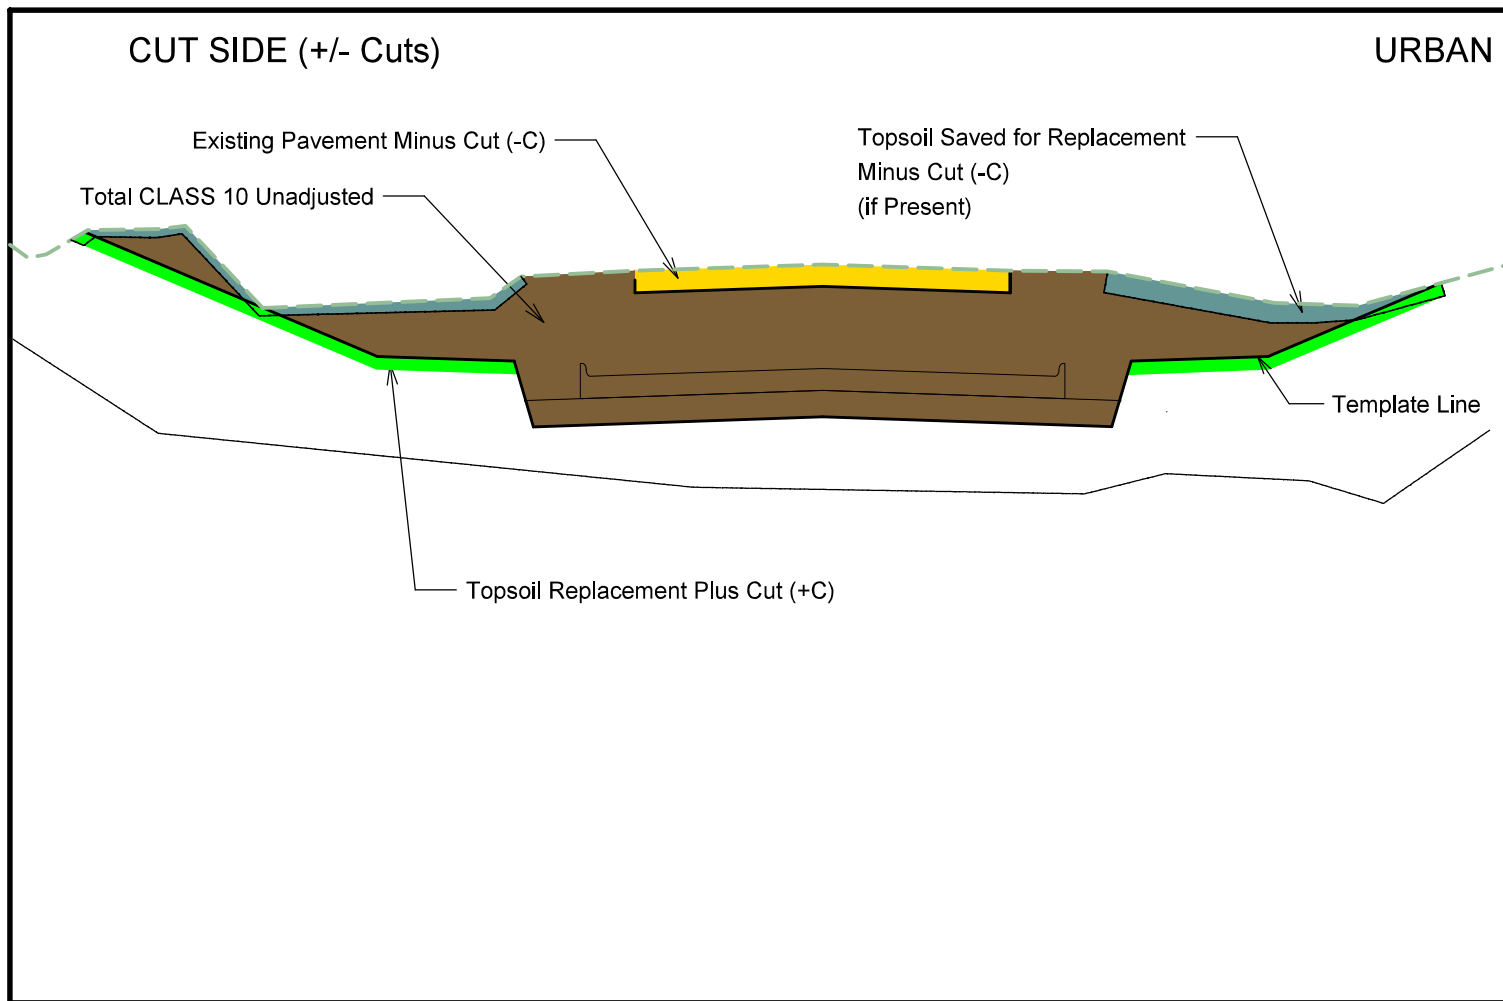 CUT SIDE (+/- Cuts)
URBAN
Existing Pavement Minus Cut (-C)
Topsoil Saved for Replacement
Minus Cut (-C)
(if Present)
Total CLASS 10 Unadjusted
Template Line
Topsoil Replacement Plus Cut (+C)